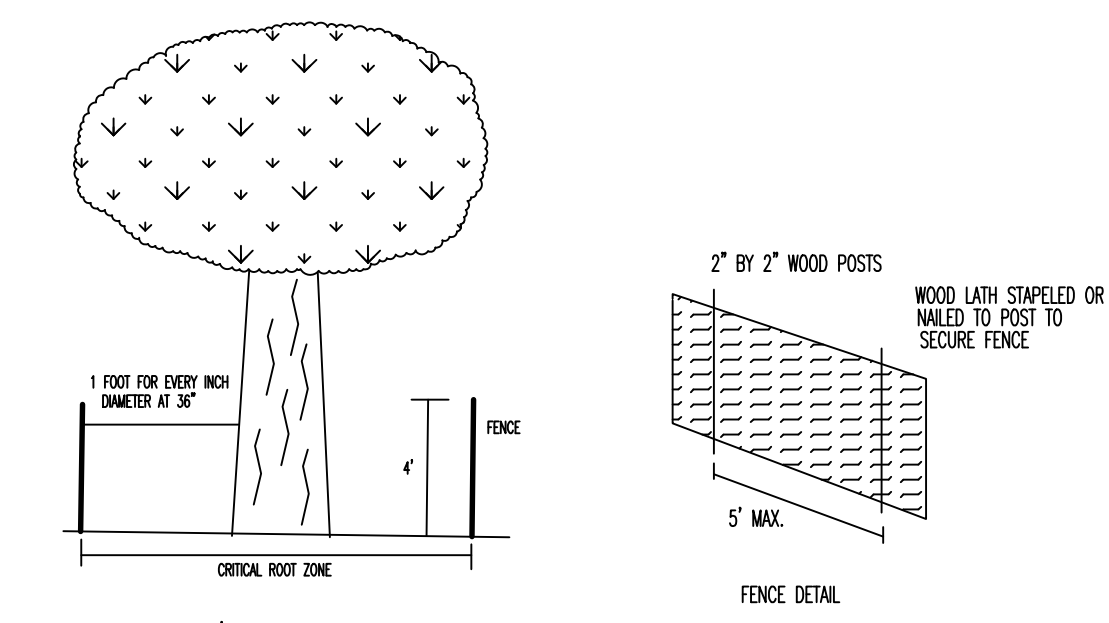 1 FOOT FOR EVERY INCH
DIAMETER AT 36"
4'
FENCE
CRITICAL ROOT ZONE
2" BY 2" WOOD POSTS
WOOD LATH STAPELED OR
NAILED TO POST TO
SECURE FENCE
5' MAX.
FENCE DETAIL